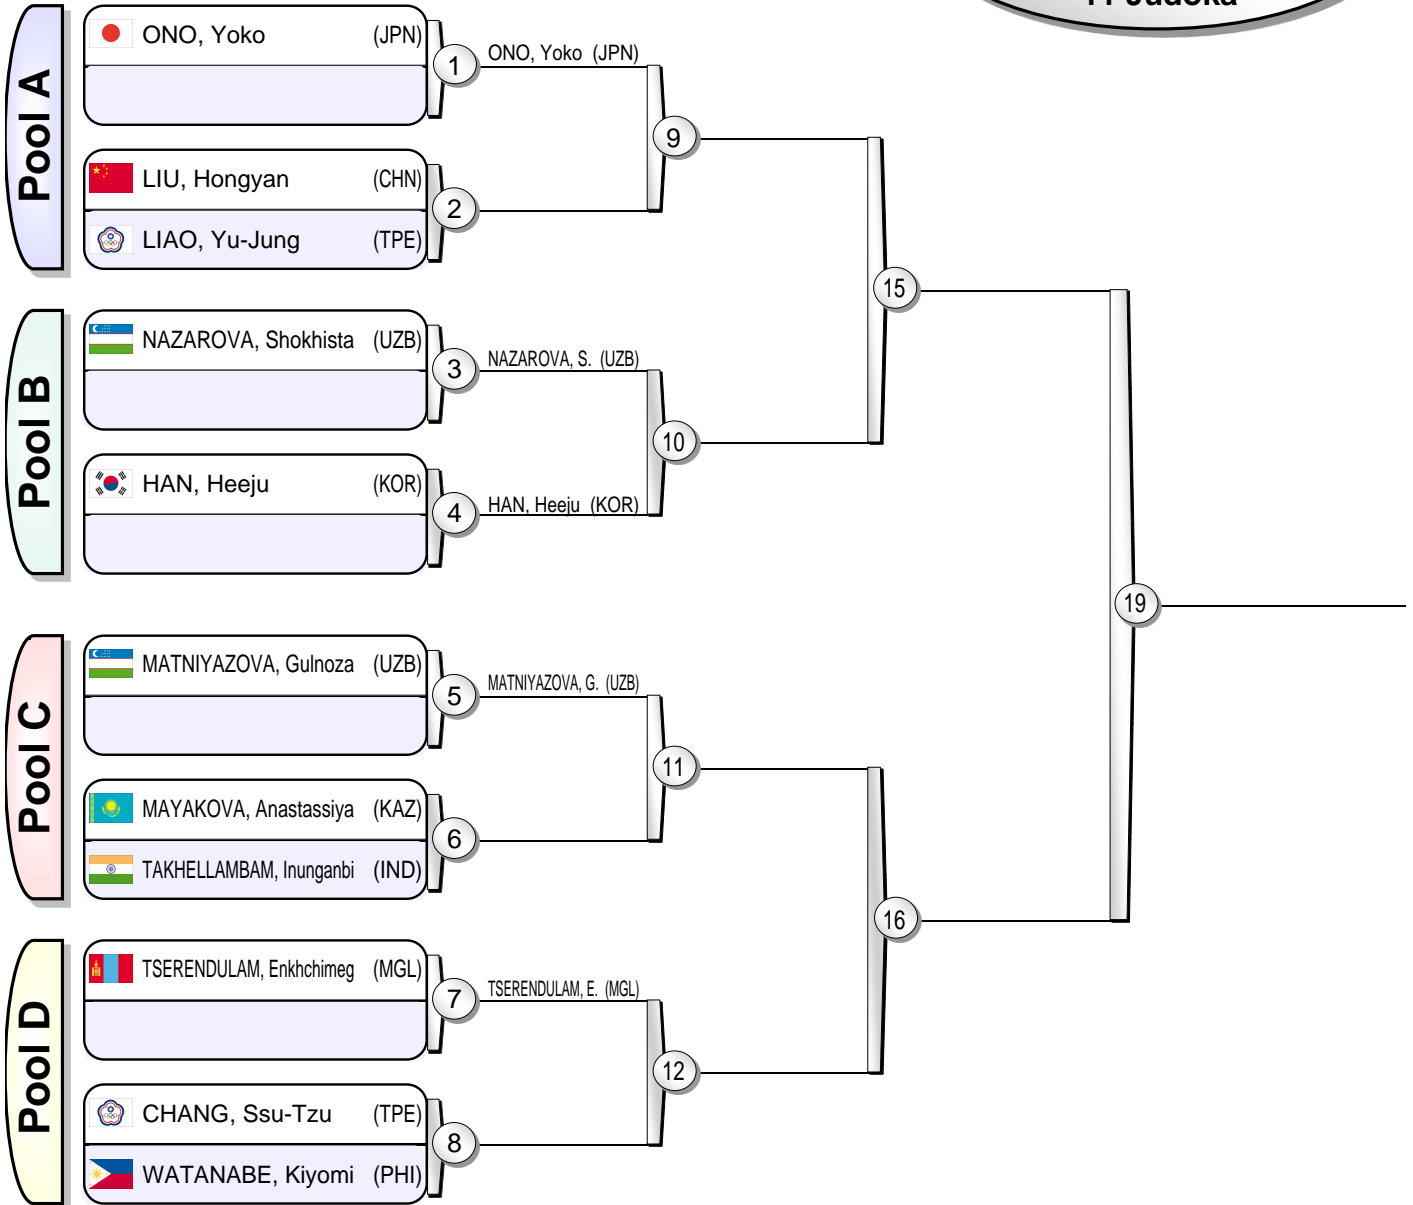 11 Judoka
Pool A
ONO, Yoko (JPN)
1
ONO, Yoko (JPN)
9
LIU, Hongyan (CHN)
2
LIAO, Yu-Jung (TPE)
15
Pool B
NAZAROVA, Shokhista (UZB)
3
NAZAROVA, S. (UZB)
10
HAN, Heeju (KOR)
4
HAN, Heeju (KOR)
19
Pool C
MATNIYAZOVA, Gulnoza (UZB)
5
MATNIYAZOVA, G. (UZB)
11
MAYAKOVA, Anastassiya (KAZ)
6
TAKHELLAMBAM, Inunganbi (IND)
16
Pool D
TSERENDULAM, Enkhchimeg (MGL)
7
TSERENDULAM, E. (MGL)
12
CHANG, Ssu-Tzu (TPE)
8
WATANABE, Kiyomi (PHI)